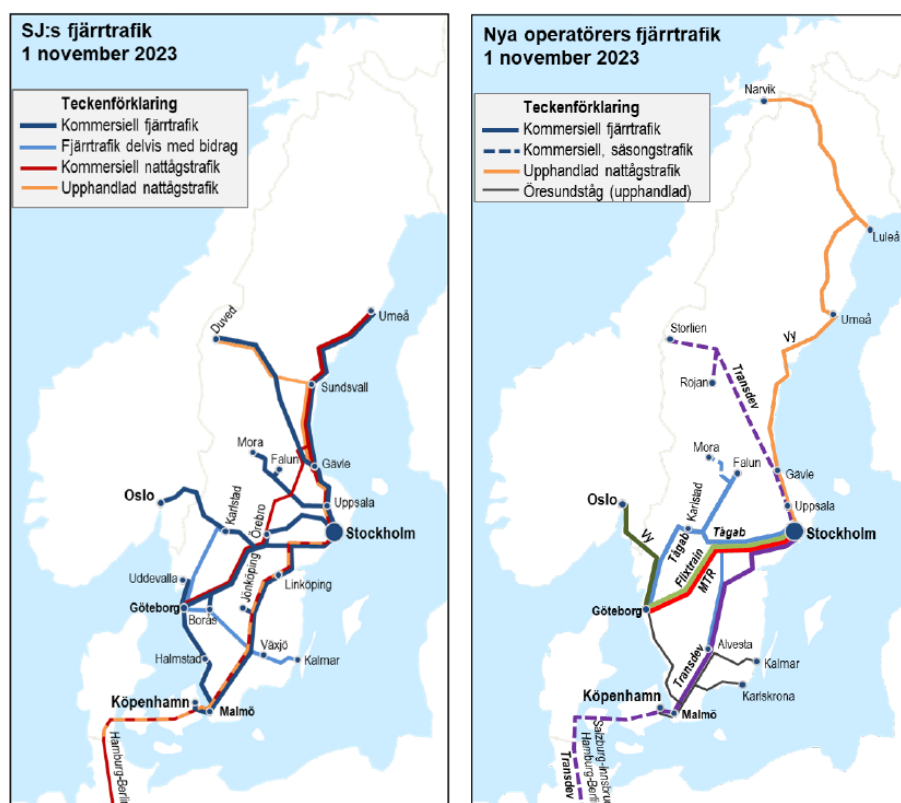 SJ:s fjärrtrafik
1 november 2023
Teckenförklaring
Kommersiell fjärrtrafik
Fjärrtrafik delvis med bidrag
Kommersiell nattågstrafik
Upphandlad nattågstrafik
Duved
Umeå
Sundsvall
Mora
Falun
Gävle
Oslo
Karlstad
Örebro
Uppsala
Stockholm
Uddevalla
Jönköping
Linköping
Göteborg
Borås
Halmstad
Växjö
Kalmar
Köpenhamn
Malmö
Hamburg-Berlin
Nya operatörers fjärrtrafik
1 november 2023
Teckenförklaring
Kommersiell fjärrtrafik
Kommersiell, säsongstrafik
Upphandlad nattågstrafik
Öresundståg (upphandlad)
Narvik
Luleå
Umeå
Vy
Storlien
Röjan
Transdev
Mora
Falun
Gävle
Oslo
Karlstad
Uppsala
Vy
Tågab
Tågab
Stockholm
Flixtrain
MTR
Göteborg
Transdev
Alvesta
Kalmar
Karlskrona
Köpenhamn
Malmö
Transdev
Hamburg-Berlin